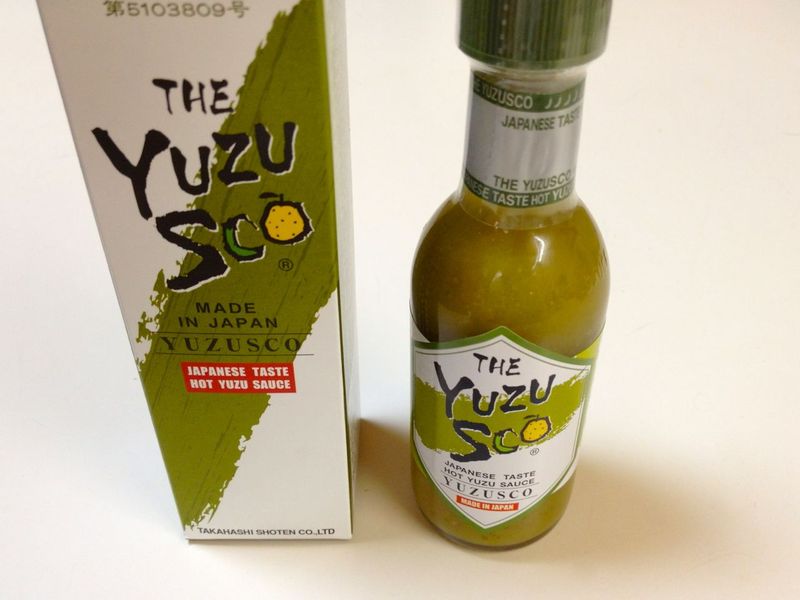 第5103809号
THE
YUZU
SCO
®
MADE
IN JAPAN
YUZUSCO
JAPANESE TASTE
HOT YUZU SAUCE
TAKAHASHI SHOTEN CO.,LTD
THE YUZUSCO
JAPANESE TASTE
THE YUZUSCO
JAPANESE TASTE HOT YUZU
THE
YUZU
SCO
®
JAPANESE TASTE
HOT YUZU SAUCE
YUZUSCO
MADE IN JAPAN